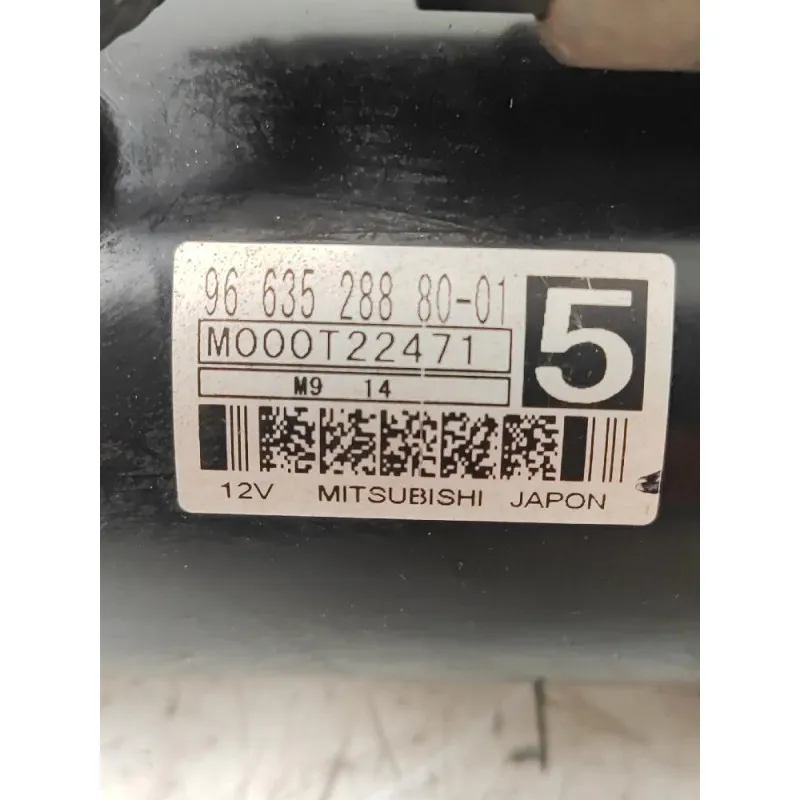 96 635 288 80-01
5
M000T22471
M9 14
12V MITSUBISHI JAPON